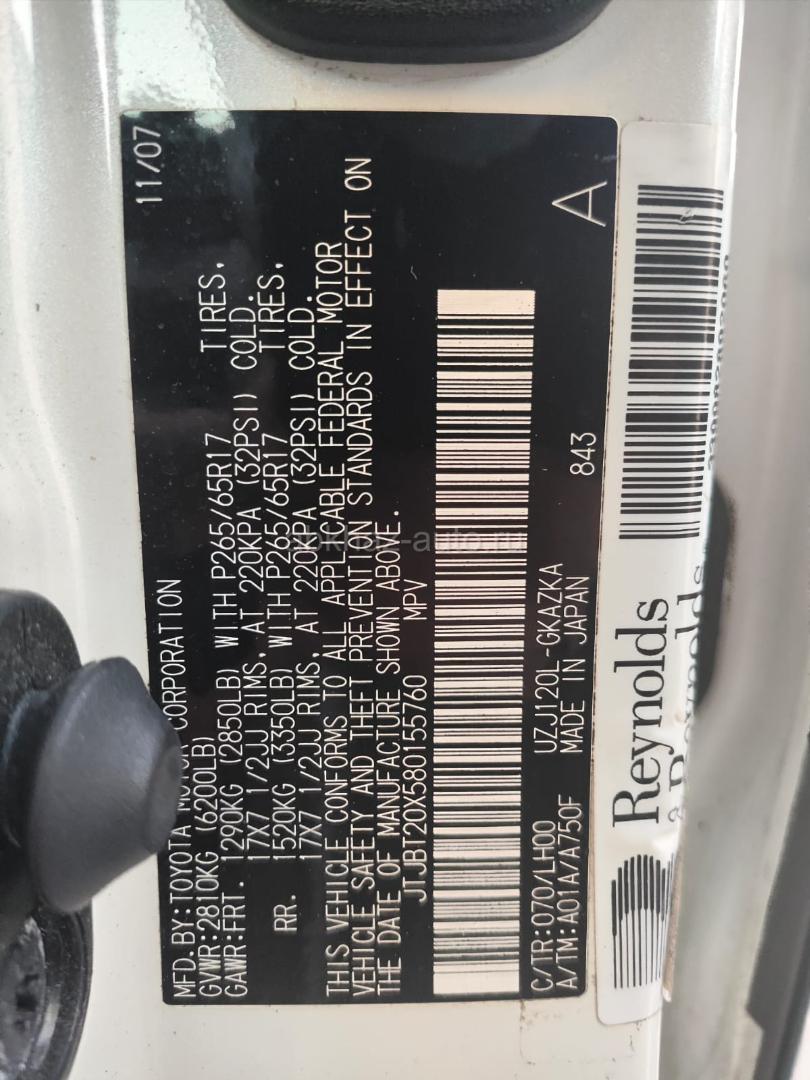 11/07
MFD.BY:TOYOTA MOTOR CORPORATION
GVWR:2810KG (6200LB)
GAWR:FRT. 1290KG (2850LB) WITH P265/65R17 TIRES,
17X7 1/2JJ RIMS, AT 220KPA (32PSI) COLD.
RR. 1520KG (3350LB) WITH P265/65R17 TIRES,
17X7 1/2JJ RIMS, AT 220KPA (32PSI) COLD.
THIS VEHICLE CONFORMS TO ALL APPLICABLE FEDERAL MOTOR
VEHICLE SAFETY AND THEFT PREVENTION STANDARDS IN EFFECT ON
THE DATE OF MANUFACTURE SHOWN ABOVE.
JTJBT20X580155760 MPV
C/TR:070/LH00 UZJ120L-GKAZKA 843
A/TM:A01A/A750F MADE IN JAPAN
A
Reynolds
& Reynolds
abkhaz-auto.ru